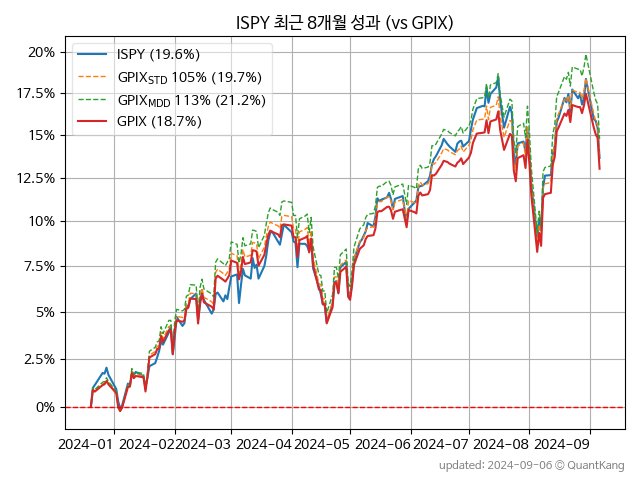 ISPY 최근 8개월 성과 (vs GPIX)
ISPY (19.6%)
GPIXSTD 105% (19.7%)
GPIXMDD 113% (21.2%)
GPIX (18.7%)
20%
17.5%
15%
12.5%
10%
7.5%
5%
2.5%
0%
2024-01 2024-02 2024-03 2024-04 2024-05 2024-06 2024-07 2024-08 2024-09
updated: 2024-09-06 © QuantKang